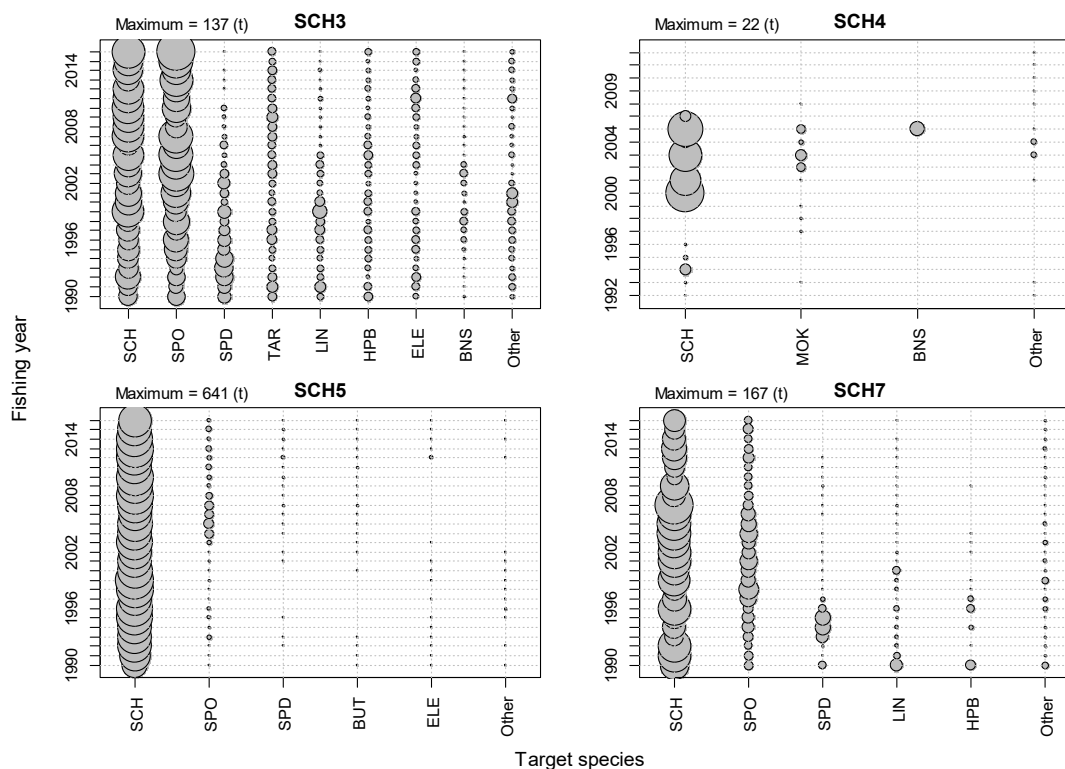 Maximum = 137 (t) SCH3
2014
2008
2002
1996
1990
SCH SPO SPD TAR LIN HPB ELE BNS Other
Maximum = 22 (t) SCH4
2009
2004
2000
1996
1992
SCH MOK BNS Other
Fishing year
Maximum = 641 (t) SCH5
2014
2008
2002
1996
1990
SCH SPO SPD BUT ELE Other
Maximum = 167 (t) SCH7
2014
2008
2002
1996
1990
SCH SPO SPD LIN HPB Other
Target species